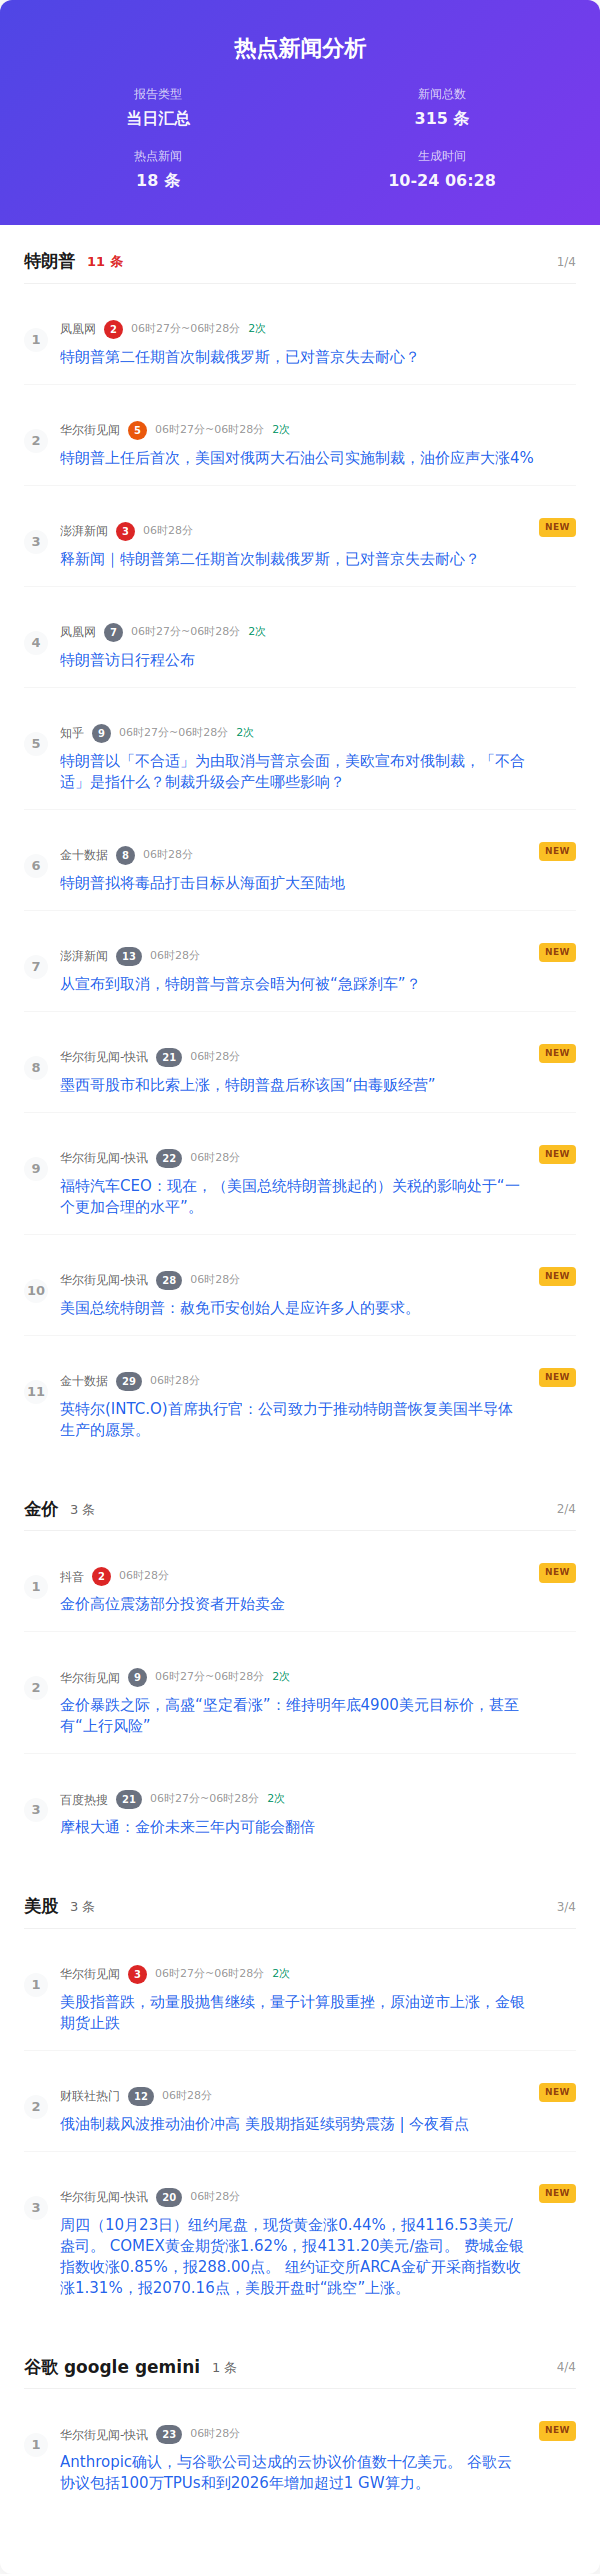 热点新闻分析
报告类型
当日汇总
新闻总数
315 条
热点新闻
18 条
生成时间
10-24 06:28
特朗普 11 条 1/4
1
凤凰网 2 06时27分~06时28分 2次
特朗普第二任期首次制裁俄罗斯，已对普京失去耐心？
2
华尔街见闻 5 06时27分~06时28分 2次
特朗普上任后首次，美国对俄两大石油公司实施制裁，油价应声大涨4%
3
澎湃新闻 3 06时28分 NEW
释新闻｜特朗普第二任期首次制裁俄罗斯，已对普京失去耐心？
4
凤凰网 7 06时27分~06时28分 2次
特朗普访日行程公布
5
知乎 9 06时27分~06时28分 2次
特朗普以「不合适」为由取消与普京会面，美欧宣布对俄制裁，「不合
适」是指什么？制裁升级会产生哪些影响？
6
金十数据 8 06时28分 NEW
特朗普拟将毒品打击目标从海面扩大至陆地
7
澎湃新闻 13 06时28分 NEW
从宣布到取消，特朗普与普京会晤为何被“急踩刹车”？
8
华尔街见闻-快讯 21 06时28分 NEW
墨西哥股市和比索上涨，特朗普盘后称该国“由毒贩经营”
9
华尔街见闻-快讯 22 06时28分 NEW
福特汽车CEO：现在，（美国总统特朗普挑起的）关税的影响处于“一
个更加合理的水平”。
10
华尔街见闻-快讯 28 06时28分 NEW
美国总统特朗普：赦免币安创始人是应许多人的要求。
11
金十数据 29 06时28分 NEW
英特尔(INTC.O)首席执行官：公司致力于推动特朗普恢复美国半导体
生产的愿景。
金价 3 条 2/4
1
抖音 2 06时28分 NEW
金价高位震荡部分投资者开始卖金
2
华尔街见闻 9 06时27分~06时28分 2次
金价暴跌之际，高盛“坚定看涨”：维持明年底4900美元目标价，甚至
有“上行风险”
3
百度热搜 21 06时27分~06时28分 2次
摩根大通：金价未来三年内可能会翻倍
美股 3 条 3/4
1
华尔街见闻 3 06时27分~06时28分 2次
美股指普跌，动量股抛售继续，量子计算股重挫，原油逆市上涨，金银
期货止跌
2
财联社热门 12 06时28分 NEW
俄油制裁风波推动油价冲高 美股期指延续弱势震荡 | 今夜看点
3
华尔街见闻-快讯 20 06时28分 NEW
周四（10月23日）纽约尾盘，现货黄金涨0.44%，报4116.53美元/
盎司。 COMEX黄金期货涨1.62%，报4131.20美元/盎司。 费城金银
指数收涨0.85%，报288.00点。 纽约证交所ARCA金矿开采商指数收
涨1.31%，报2070.16点，美股开盘时“跳空”上涨。
谷歌 google gemini 1 条 4/4
1
华尔街见闻-快讯 23 06时28分 NEW
Anthropic确认，与谷歌公司达成的云协议价值数十亿美元。 谷歌云
协议包括100万TPUs和到2026年增加超过1 GW算力。